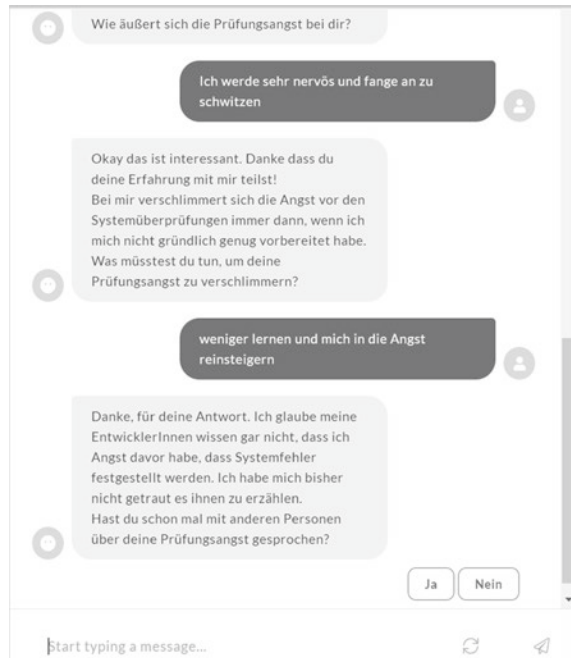 Wie äußert sich die Prüfungsangst bei dir?
Ich werde sehr nervös und fange an zu
schwitzen
Okay das ist interessant. Danke dass du
deine Erfahrung mit mir teilst!
Bei mir verschlimmert sich die Angst vor den
Systemüberprüfungen immer dann, wenn ich
mich nicht gründlich genug vorbereitet habe.
Was müsstest du tun, um deine
Prüfungsangst zu verschlimmern?
weniger lernen und mich in die Angst
reinsteigern
Danke, für deine Antwort. Ich glaube meine
EntwicklerInnen wissen gar nicht, dass ich
Angst davor habe, dass Systemfehler
festgestellt werden. Ich habe mich bisher
nicht getraut es ihnen zu erzählen.
Hast du schon mal mit anderen Personen
über deine Prüfungsangst gesprochen?
Ja Nein
Start typing a message...